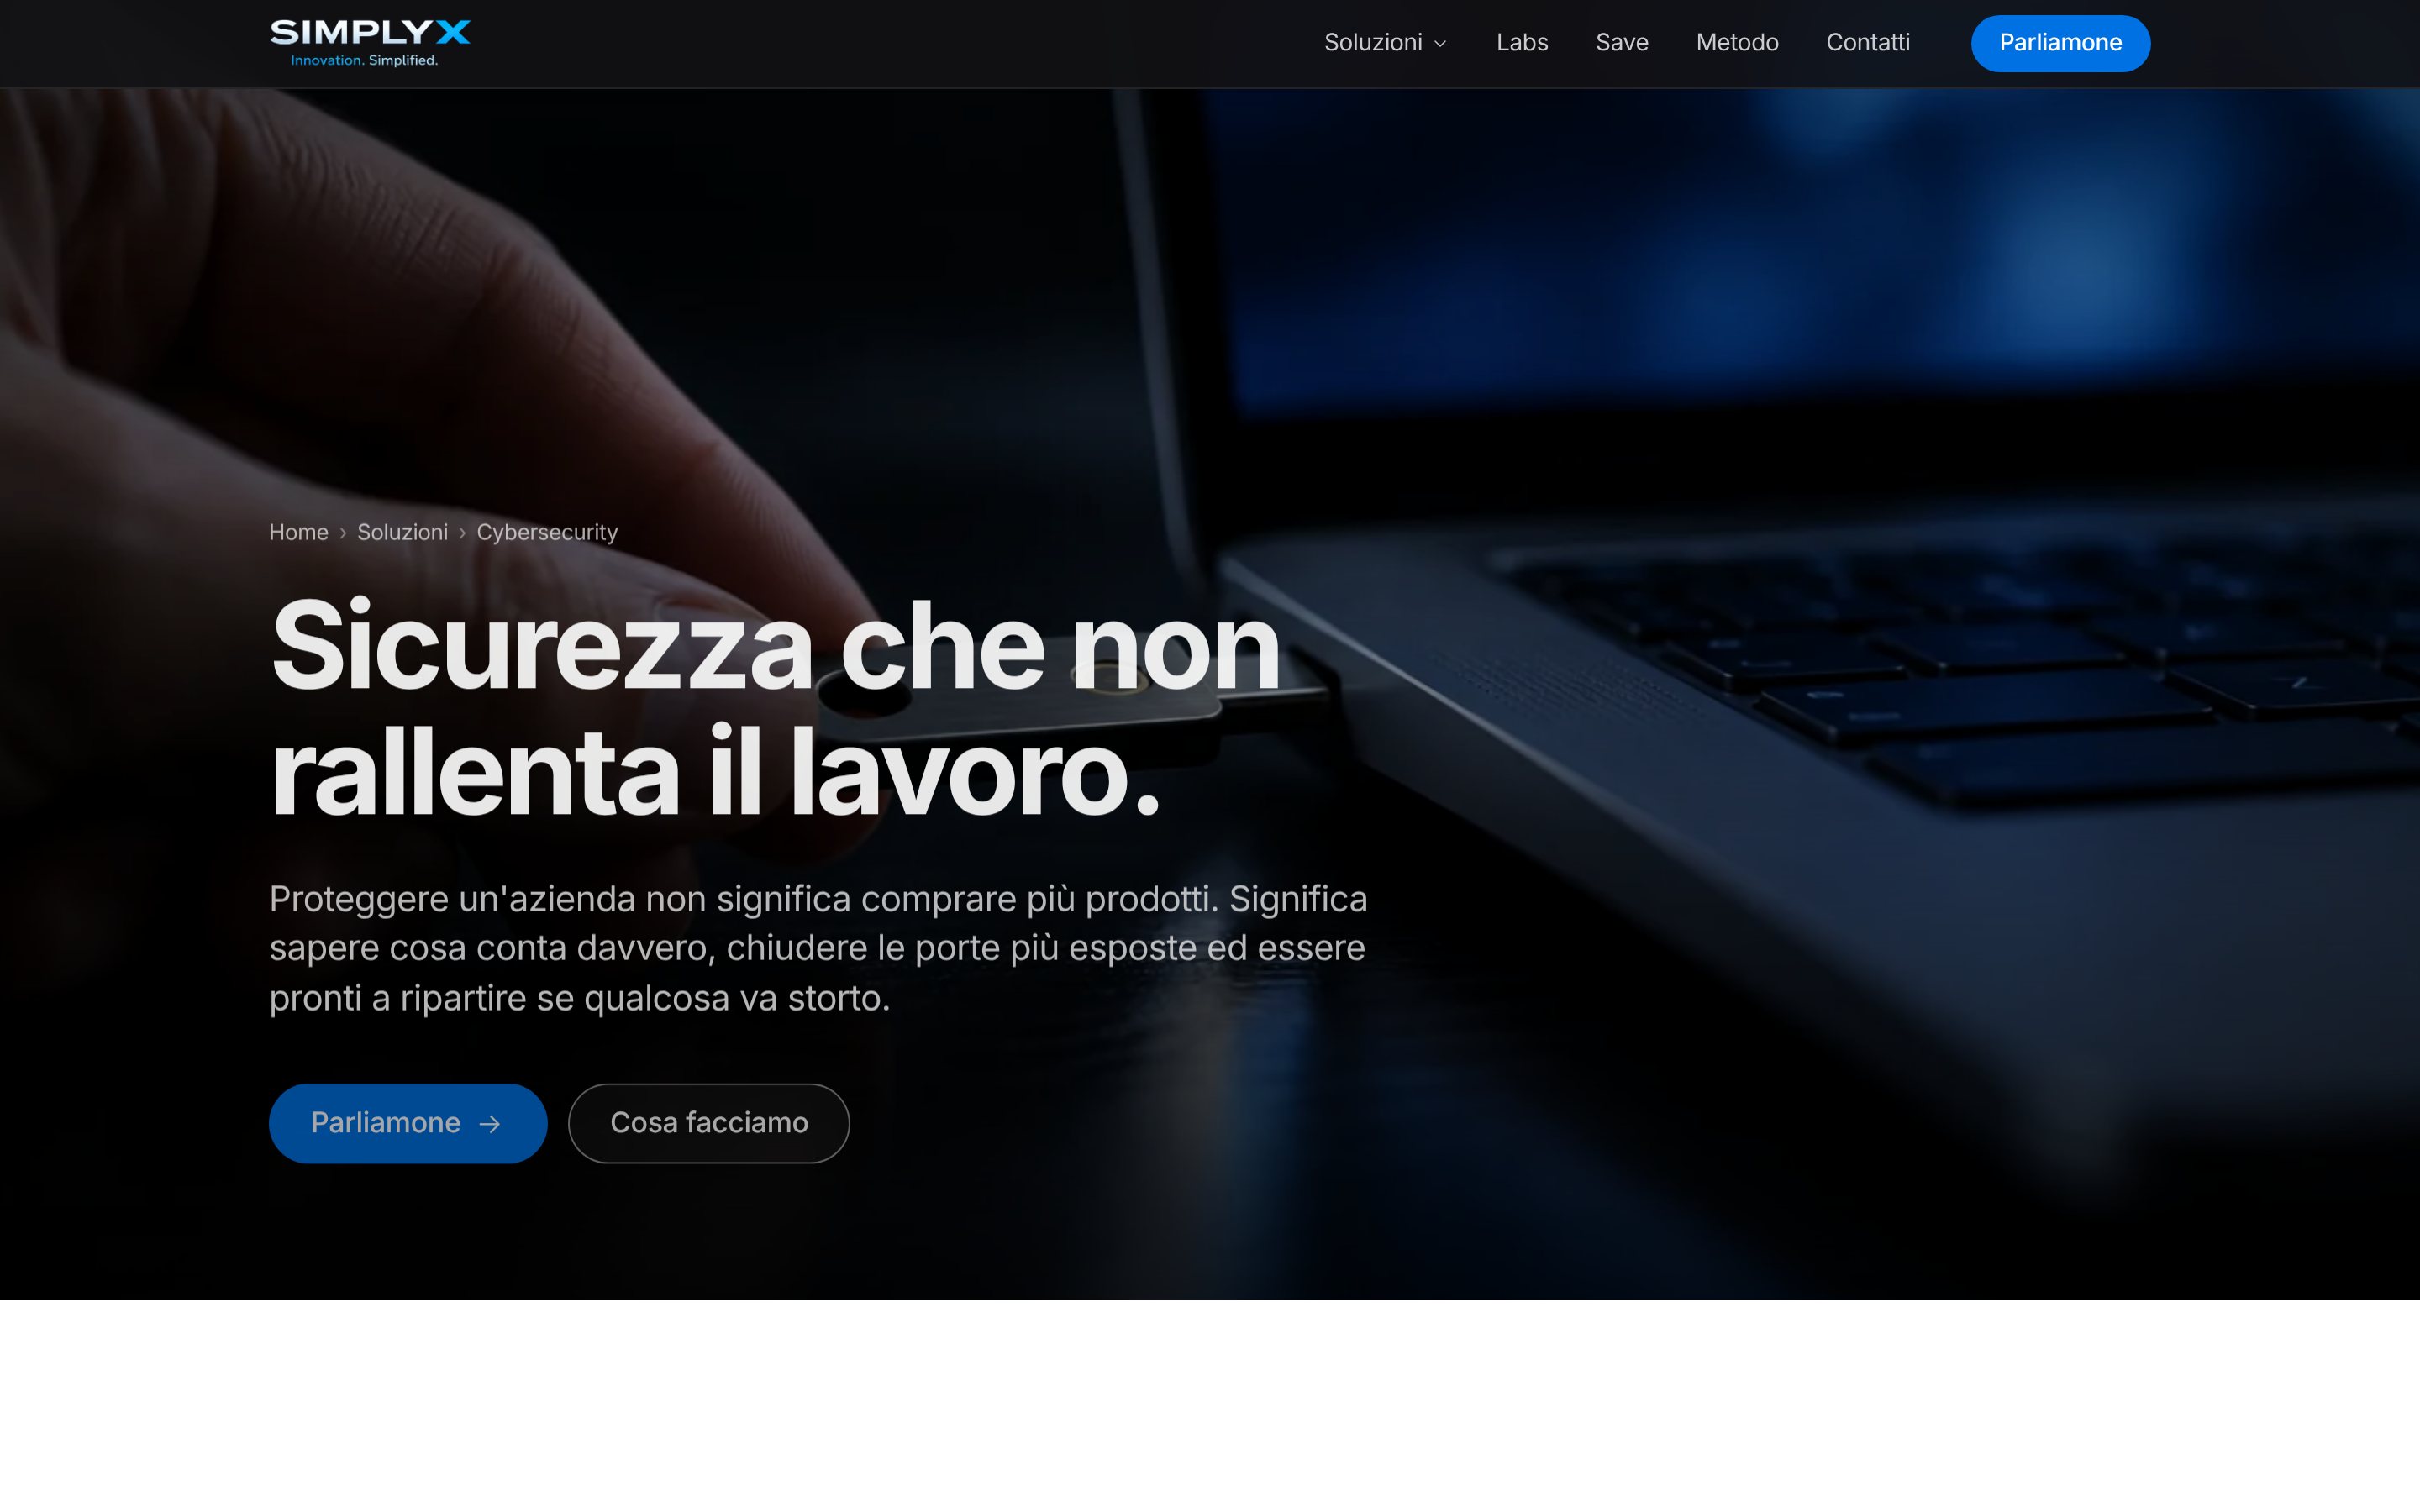 SIMPLYX
Innovation. Simplified.
Soluzioni
Labs
Save
Metodo
Contatti
Parliamone
Home › Soluzioni › Cybersecurity
Sicurezza che non
rallenta il lavoro.
Proteggere un'azienda non significa comprare più prodotti. Significa
sapere cosa conta davvero, chiudere le porte più esposte ed essere
pronti a ripartire se qualcosa va storto.
Parliamone →
Cosa facciamo